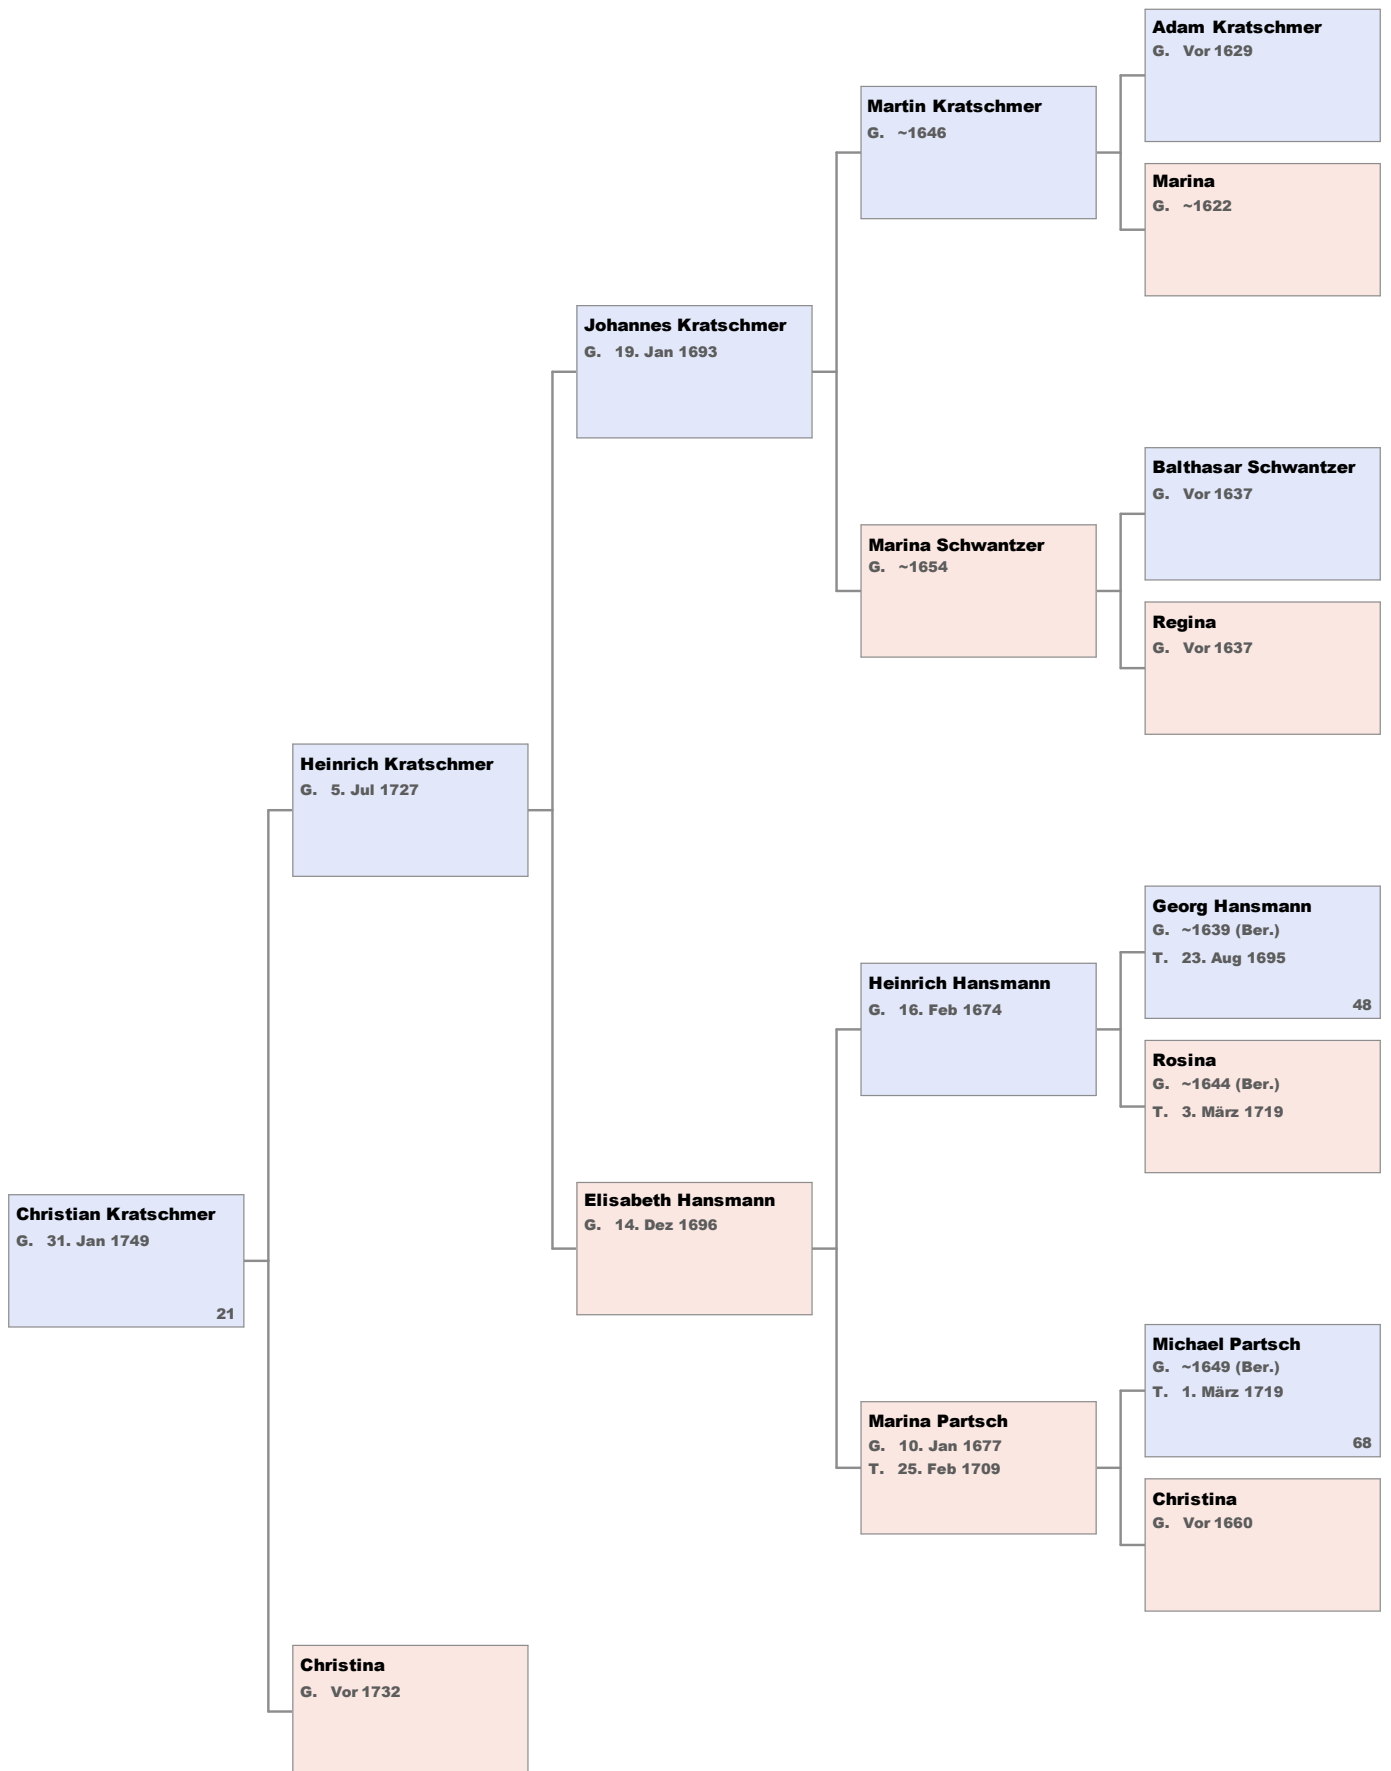 Adam Kratschmer
G. Vor 1629
Martin Kratschmer
G. ~1646
Marina
G. ~1622
Johannes Kratschmer
G. 19. Jan 1693
Balthasar Schwantzer
G. Vor 1637
Marina Schwantzer
G. ~1654
Regina
G. Vor 1637
Heinrich Kratschmer
G. 5. Jul 1727
Georg Hansmann
G. ~1639 (Ber.)
T. 23. Aug 1695
48
Heinrich Hansmann
G. 16. Feb 1674
Rosina
G. ~1644 (Ber.)
T. 3. März 1719
Elisabeth Hansmann
G. 14. Dez 1696
Christian Kratschmer
G. 31. Jan 1749
21
Michael Partsch
G. ~1649 (Ber.)
T. 1. März 1719
68
Marina Partsch
G. 10. Jan 1677
T. 25. Feb 1709
Christina
G. Vor 1660
Christina
G. Vor 1732